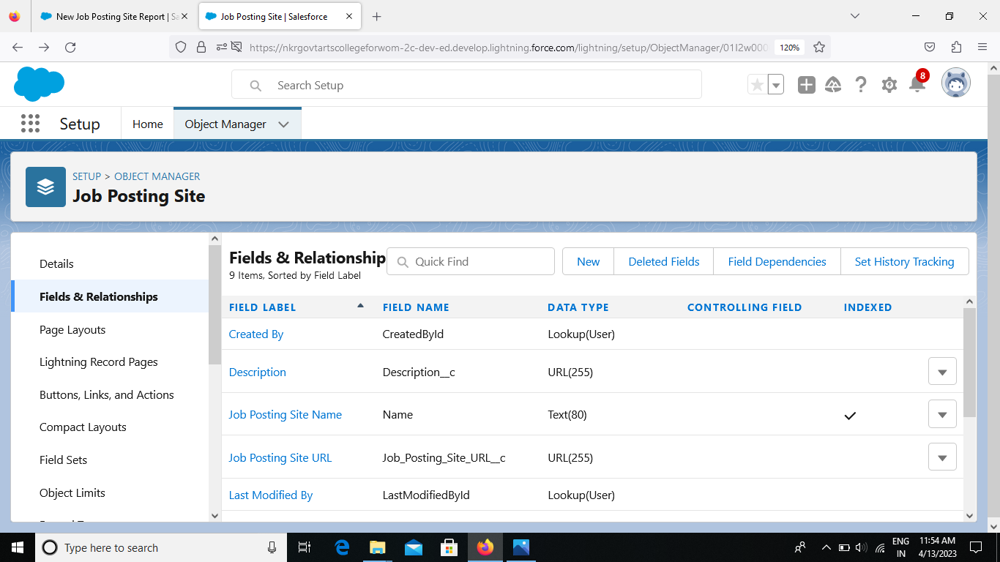 New Job Posting Site Report | Sa
Job Posting Site | Salesforce
https://nkrgovtartscollegeforwom-2c-dev-ed.develop.lightning.force.com/lightning/setup/ObjectManager/01I2w000
120%
Search Setup
8
Setup
Home
Object Manager
SETUP > OBJECT MANAGER
Job Posting Site
Details
Fields & Relationships
Page Layouts
Lightning Record Pages
Buttons, Links, and Actions
Compact Layouts
Field Sets
Object Limits
Fields & Relationship
9 Items, Sorted by Field Label
Quick Find
New
Deleted Fields
Field Dependencies
Set History Tracking
FIELD LABEL FIELD NAME DATA TYPE CONTROLLING FIELD INDEXED
Created By CreatedById Lookup(User)
Description Description__c URL(255)
Job Posting Site Name Name Text(80)
Job Posting Site URL Job_Posting_Site_URL__c URL(255)
Last Modified By LastModifiedById Lookup(User)
Type here to search
ENG
IN
11:54 AM
4/13/2023